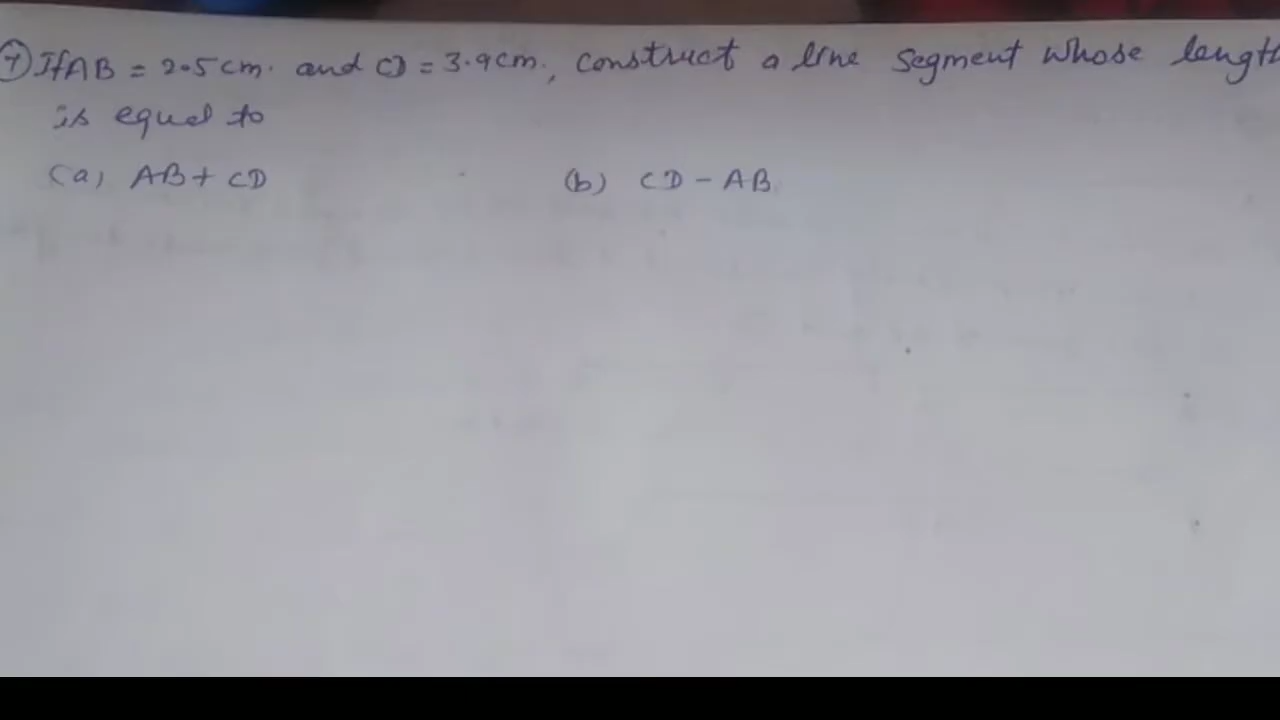 7 If AB = 2.5 cm. and CD = 3.9 cm., construct a line segment whose length
is equal to
(a) AB + CD (b) CD - AB